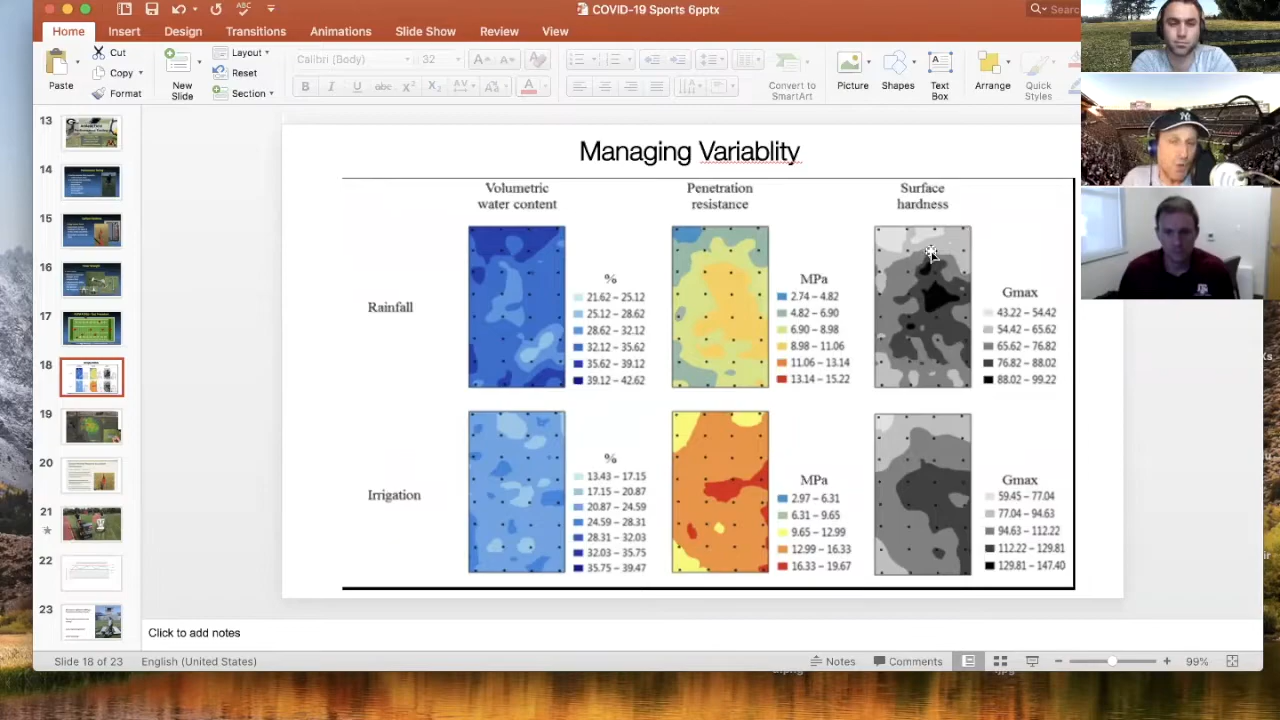 COVID-19 Sports 6pptx
Home Insert Design Transitions Animations Slide Show Review View
Paste
Cut
Copy
Format
New
Slide
Layout
Reset
Section
Calibri (Body) 32
Convert to
SmartArt
Picture
Shapes
Text
Box
Arrange
Quick
Styles
13
14
15
16
17
18
19
20
21
22
23
Managing Variablity
Volumetric
water content
Penetration
resistance
Surface
hardness
Rainfall
%
21.62 – 25.12
25.12 – 28.62
28.62 – 32.12
32.12 – 35.62
35.62 – 39.12
39.12 – 42.62
MPa
2.74 – 4.82
4.82 – 6.90
6.90 – 8.98
8.98 – 11.06
11.06 – 13.14
13.14 – 15.22
Gmax
43.22 – 54.42
54.42 – 65.62
65.62 – 76.82
76.82 – 88.02
88.02 – 99.22
Irrigation
%
13.43 – 17.15
17.15 – 20.87
20.87 – 24.59
24.59 – 28.31
28.31 – 32.03
32.03 – 35.75
35.75 – 39.47
MPa
2.97 – 6.31
6.31 – 9.65
9.65 – 12.99
12.99 – 16.33
16.33 – 19.67
Gmax
59.45 – 77.04
77.04 – 94.63
94.63 – 112.22
112.22 – 129.81
129.81 – 147.40
Click to add notes
Slide 18 of 23 English (United States) Notes Comments 99%